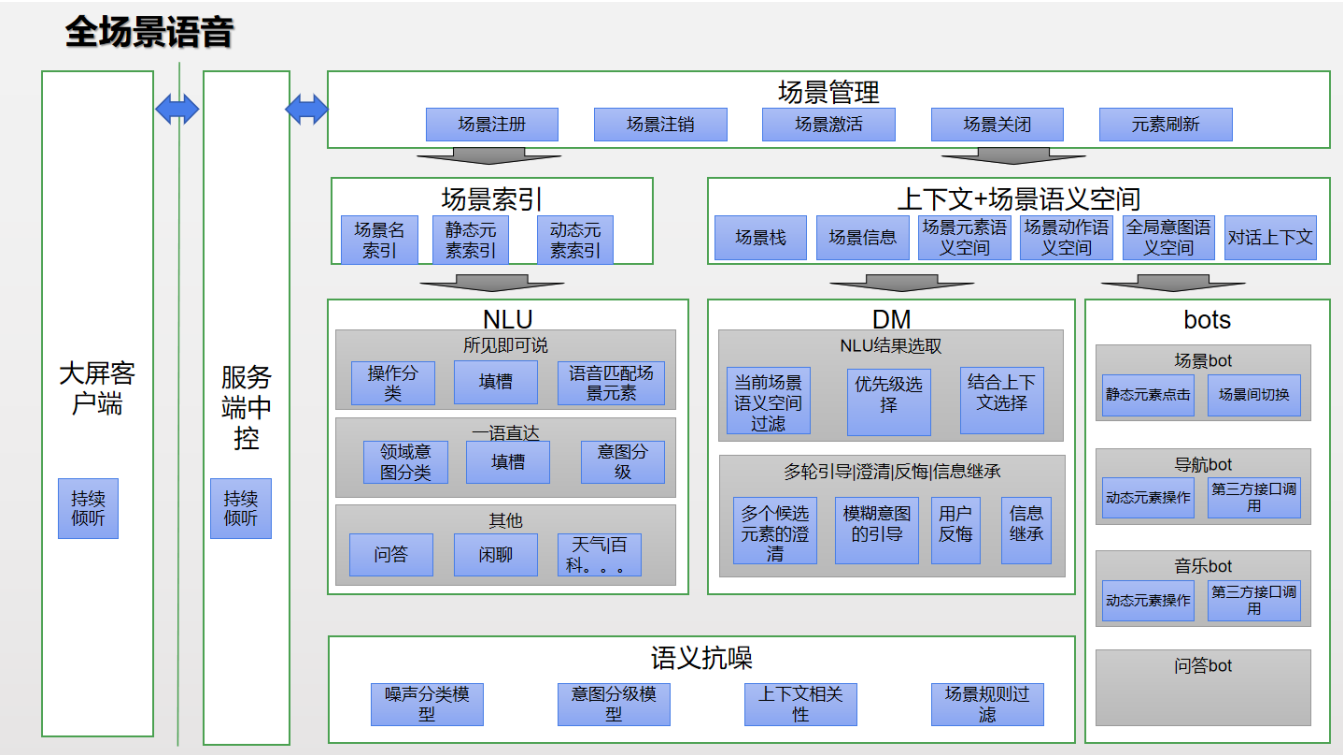 全场景语音
大屏客
户端
持续
倾听
服务
端中
控
持续
倾听
场景管理
场景注册
场景注销
场景激活
场景关闭
元素刷新
场景索引
场景名
索引
静态元
素索引
动态元
素索引
上下文+场景语义空间
场景栈
场景信息
场景元素语
义空间
场景动作语
义空间
全局意图语
义空间
对话上下文
NLU
所见即可说
操作分
类
填槽
语音匹配场
景元素
一语直达
领域意
图分类
填槽
意图分
级
其他
问答
闲聊
天气|百
科。。。
DM
NLU结果选取
当前场景
语义空间
过滤
优先级选
择
结合上下
文选择
多轮引导|澄清|反悔|信息继承
多个候选
元素的澄
清
模糊意图
的引导
用户
反悔
信息
继承
bots
场景bot
静态元素点击
场景间切换
导航bot
动态元素操作
第三方接口调
用
音乐bot
动态元素操作
第三方接口调
用
问答bot
语义抗噪
噪声分类模
型
意图分级模
型
上下文相关
性
场景规则过
滤